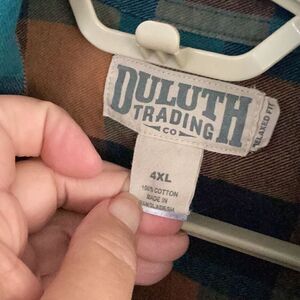 DULUTH
TRADING
CO
RELAXED FIT
4XL
100% COTTON
MADE IN
BANGLADESH